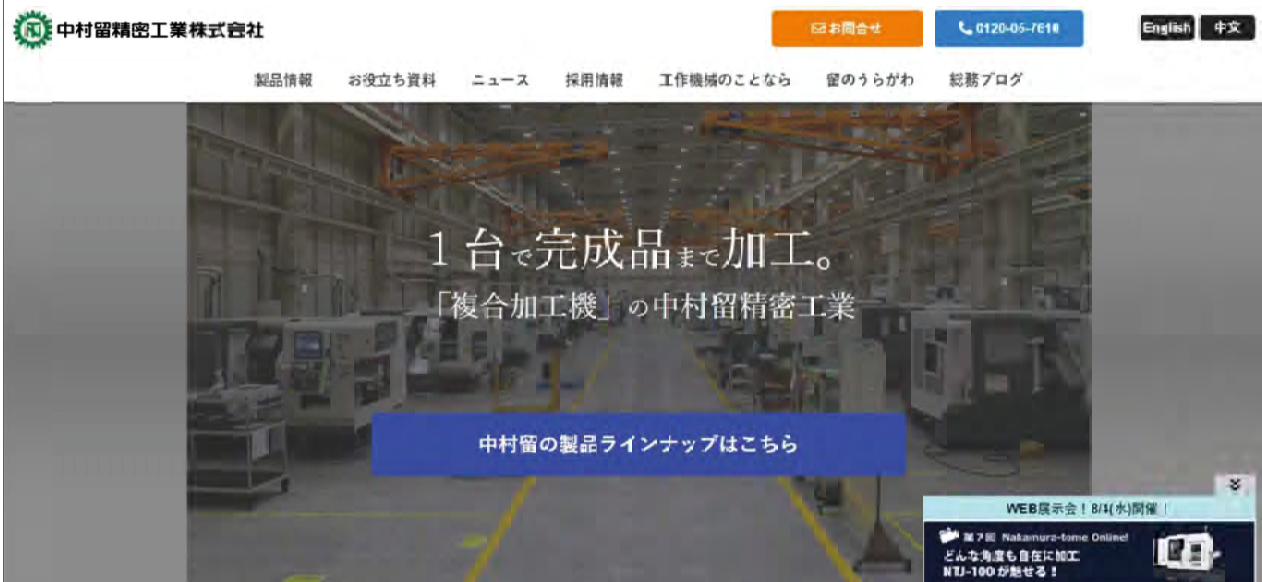 中村留精密工業株式会社
お問合せ
English
中文
製品情報 お役立ち資料 ニュース 採用情報 工作機械のことなら 留のうらがわ 総務ブログ
1台で完成品まで加工。
「複合加工機」の中村留精密工業
中村留の製品ラインナップはこちら
WEB展示会!8/4(水)開催!
第7回 Nakamura-tome Online!
どんな角度も自在に加工
NTJ-100が魅せる!